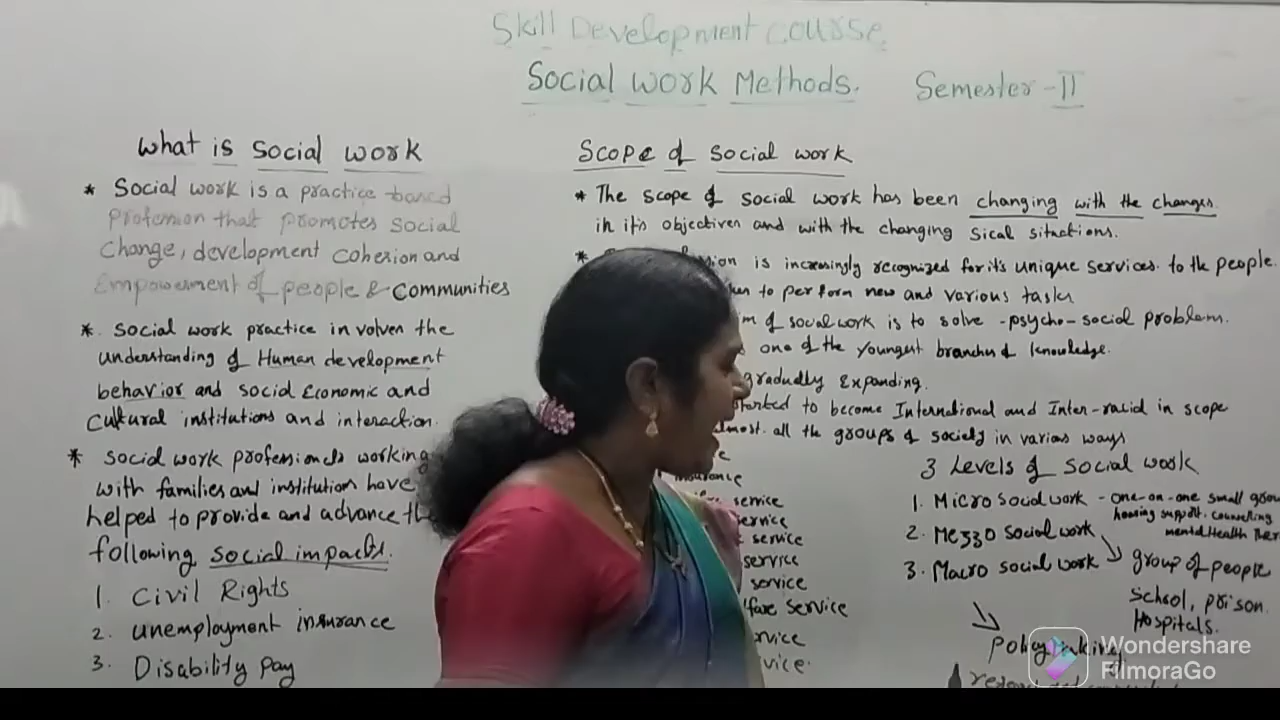 Skill Development course
Social work Methods. Semester-II
what is social work
* Social work is a practice based
Profession that promotes social
change, development cohesion and
Empowerment of people & communities
* social work practice involves the
understanding of Human development
behavior and social Economic and
cultural institutions and interaction.
* social work professionals working
with families and institution have
helped to provide and advance the
following social impacts.
1. Civil Rights
2. unemployment insurance
3. Disability pay
Scope of social work
* The scope of social work has been changing with the changes
in it's objectives and with the changing sical sitactions.
* is increasingly recognized for it's unique services to the people.
to perform new and various tasks
of social work is to solve -psycho-social problem.
one of the youngest branches of knowledge.
gradually Expanding.
started to become International and Inter-racial in scope
almost all the groups of society in various ways
insurance
service
service
service
service
service
service
service.
3 Levels of social work
1. Micro social work - one-on-one small group
housing support. counseling
mental Health
2. Mezzo social work
group of people
School, prison.
Hospitals.
3. Macro social work
policy
Wondershare
FilmoraGo